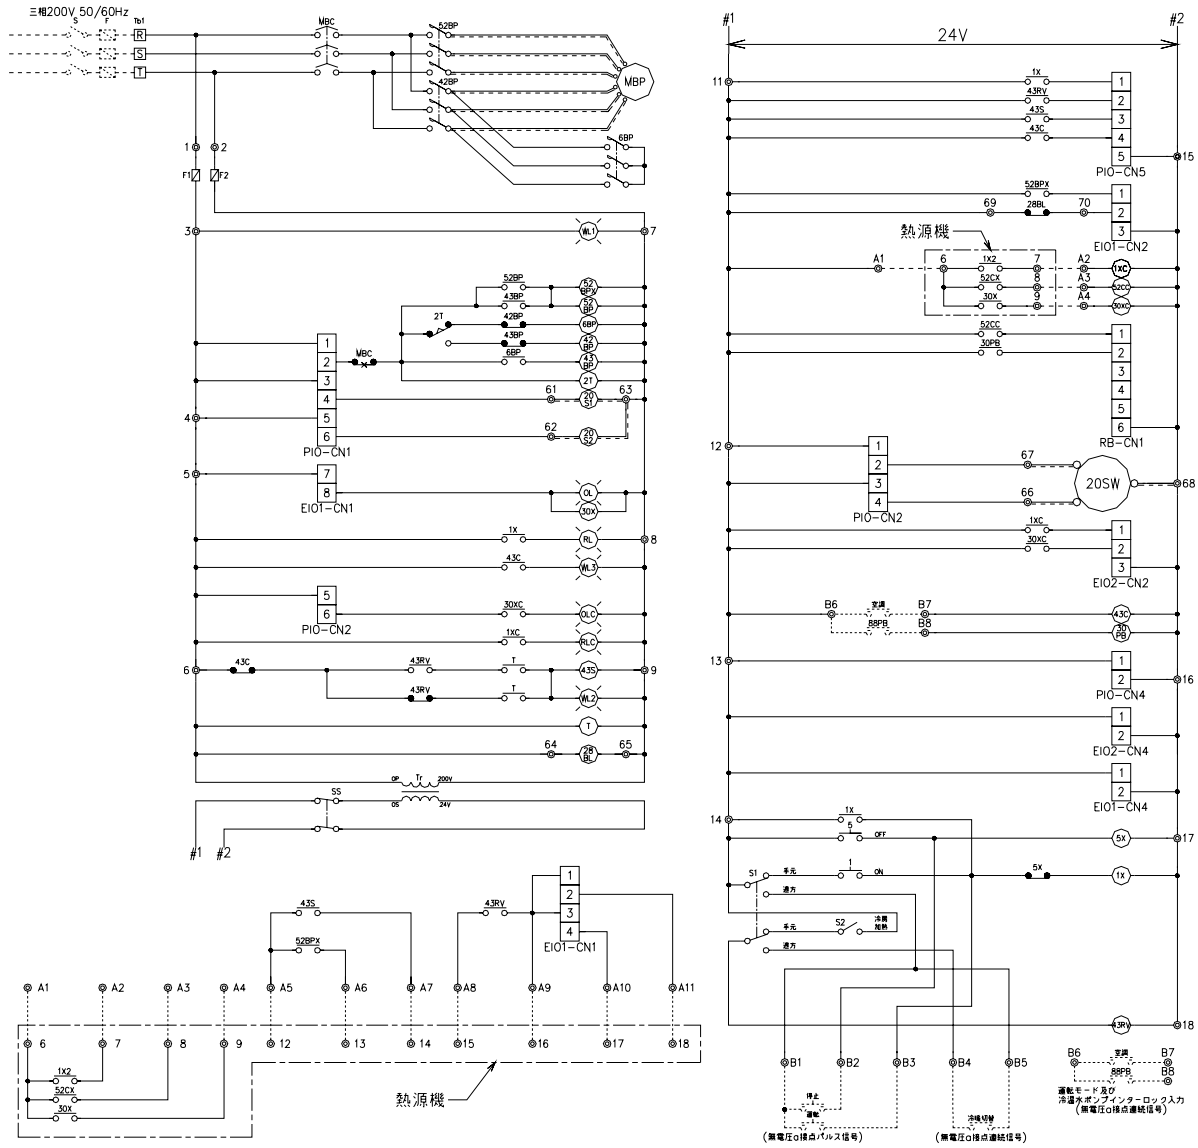 三相200V 50/60Hz
S F Tb1 R
S
T
MBC
52BP
42BP
MBP
6BP
1 2
F1 F2
3 WL1 7
52BP 52BPX
43BP 52BP
2T 42BP 6BP
43BP 42BP
1
2 MBC 6BP 43BP
3 2T
4 61 20S1 63
4 5
6 62 20S2
PIO-CN1
5 7
8 OL
EIO1-CN1 30X
1X RL 8
43C WL3
5
6 30XC OLC
PIO-CN2
1XC RLC
6 43C 43RV T 43S 9
43RV T WL2
T
64 28BL 65
0P Tr 200V
SS 0S 24V
#1 #2
#1 #2
24V
11 1X 1
43RV 2
43S 3
43C 4
5 15
PIO-CN5
52BPX 1
69 28BL 70 2
3
EIO1-CN2
熱源機
A1 6 1X2 7 A2 1XC
52CX 8 A3 52CC
30X 9 A4 30XC
52CC 1
30PB 2
3
4
5
6
RB-CN1
12 1
2 67
3 20SW 68
4 66
PIO-CN2
1XC 1
30XC 2
3
EIO2-CN2
B6 空調 B7 43C
88PB B8 30PB
13 1
2 16
PIO-CN4
1
2
EIO2-CN4
1
2
EIO1-CN4
14 1X
5 OFF 5X 17
S1 手元 1 ON 5X 1X
遠方
手元 S2 冷房
加熱
遠方
43RV 18
B1 B2 B3 B4 B5
停止
運転
(無電圧a接点パルス信号)
冷暖切替
(無電圧a接点連続信号)
B6 空調 B7
88PB B8
運転モード及び
冷温水ポンプインターロック入力
(無電圧a接点連続信号)
1
43S 43RV 2
3
52BPX 4
EIO1-CN1
A1 A2 A3 A4 A5 A6 A7 A8 A9 A10 A11
6 7 8 9 12 13 14 15 16 17 18
1X2
52CX
30X
熱源機